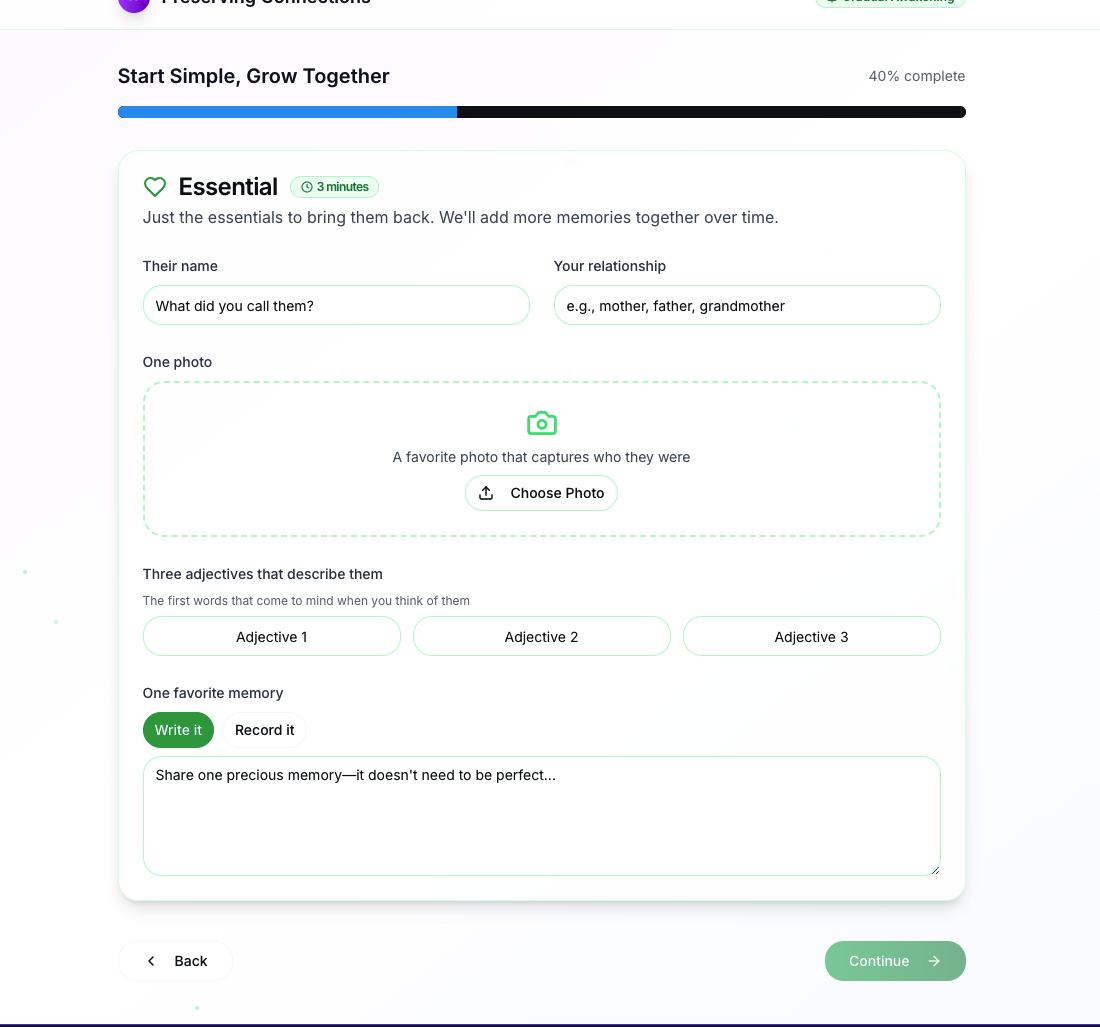 Preserving Connections
Gradual Awakening
Start Simple, Grow Together
40% complete
Essential
3 minutes
Just the essentials to bring them back. We'll add more memories together over time.
Their name
Your relationship
What did you call them?
e.g., mother, father, grandmother
One photo
A favorite photo that captures who they were
Choose Photo
Three adjectives that describe them
The first words that come to mind when you think of them
Adjective 1
Adjective 2
Adjective 3
One favorite memory
Write it
Record it
Share one precious memory—it doesn't need to be perfect...
Back
Continue